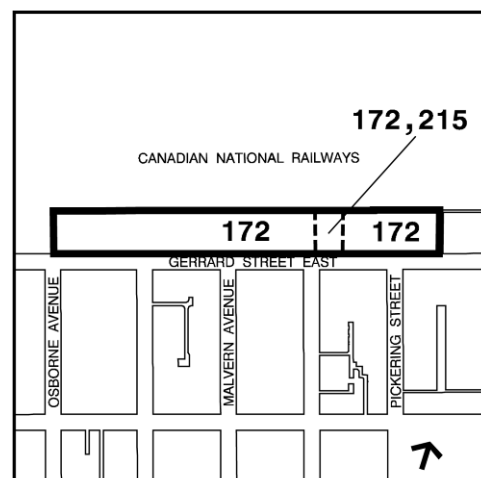 172,215
CANADIAN NATIONAL RAILWAYS
172
172
GERRARD STREET EAST
OSBORNE AVENUE
MALVERN AVENUE
PICKERING STREET